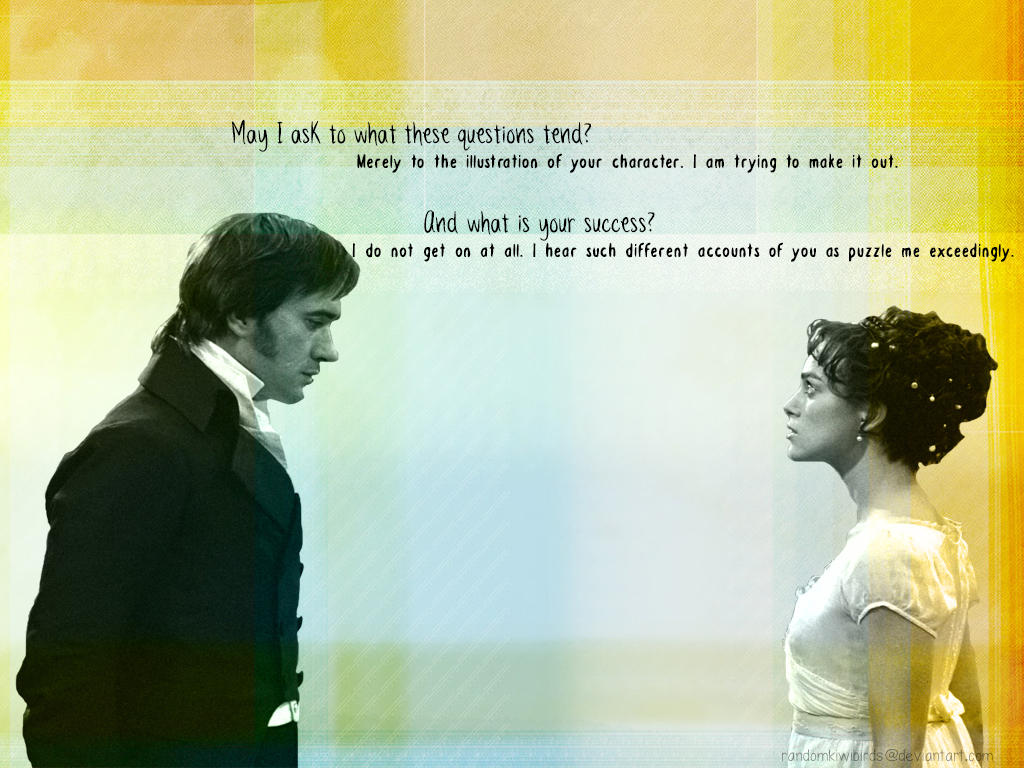 May I ask to what these questions tend?
Merely to the illustration of your character. I am trying to make it out.
And what is your success?
I do not get on at all. I hear such different accounts of you as puzzle me exceedingly.
randomkiwibirds@deviantart.com